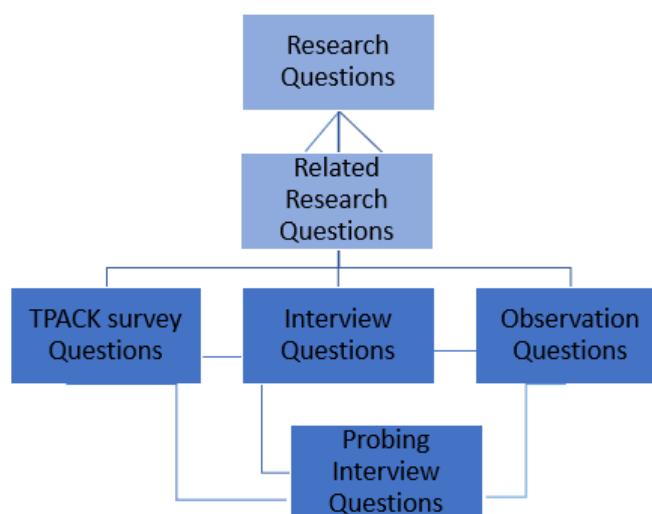 Research
Questions
Related
Research
Questions
TPACK survey
Questions
Interview
Questions
Observation
Questions
Probing
Interview
Questions